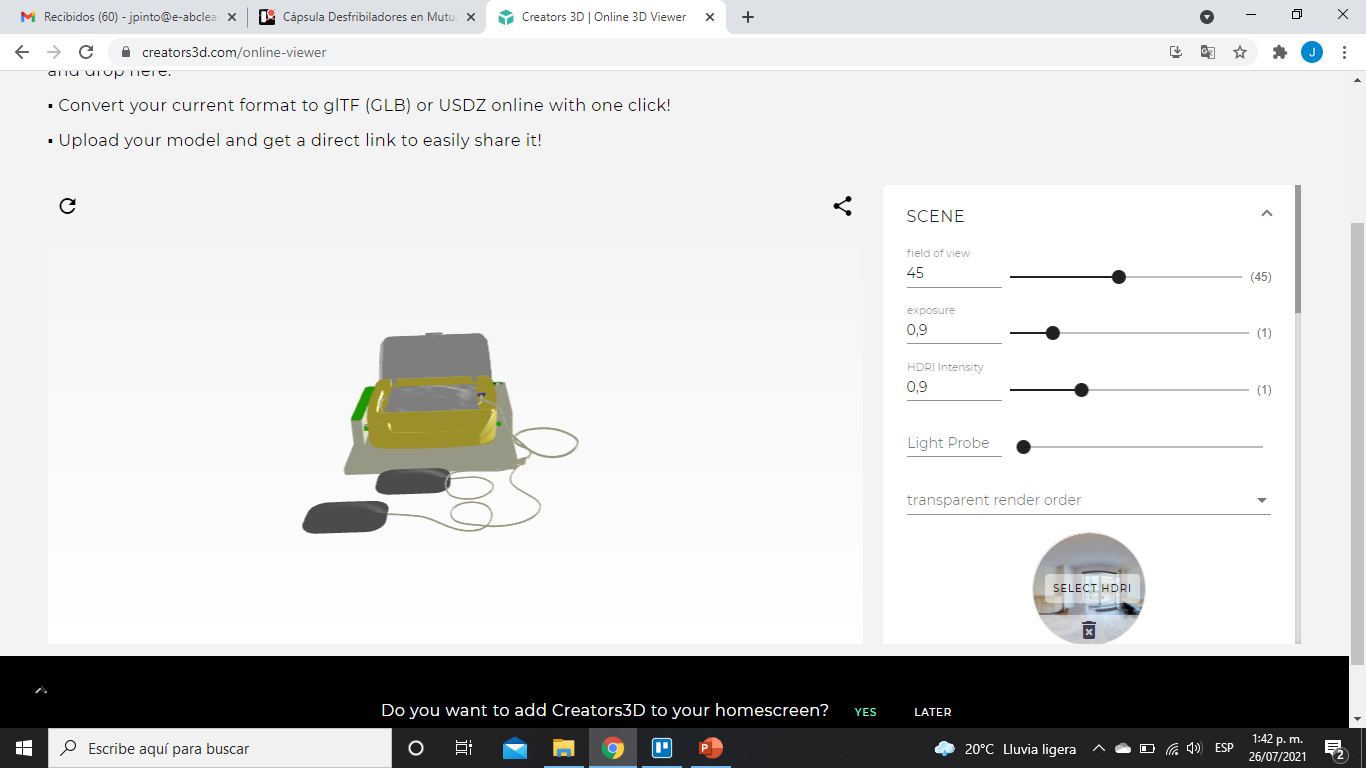 Recibidos (60) - jpinto@e-abclea
Cápsula Desfribiladores en Mutu
Creators 3D | Online 3D Viewer
creators3d.com/online-viewer
J
and drop here.
▪ Convert your current format to glTF (GLB) or USDZ online with one click!
▪ Upload your model and get a direct link to easily share it!
SCENE
field of view
45
(45)
exposure
0,9
(1)
HDRI Intensity
0,9
(1)
Light Probe
transparent render order
SELECT HDRI
Do you want to add Creators3D to your homescreen?
YES
LATER
Escribe aquí para buscar
20°C Lluvia ligera
ESP
1:42 p. m.
26/07/2021
2